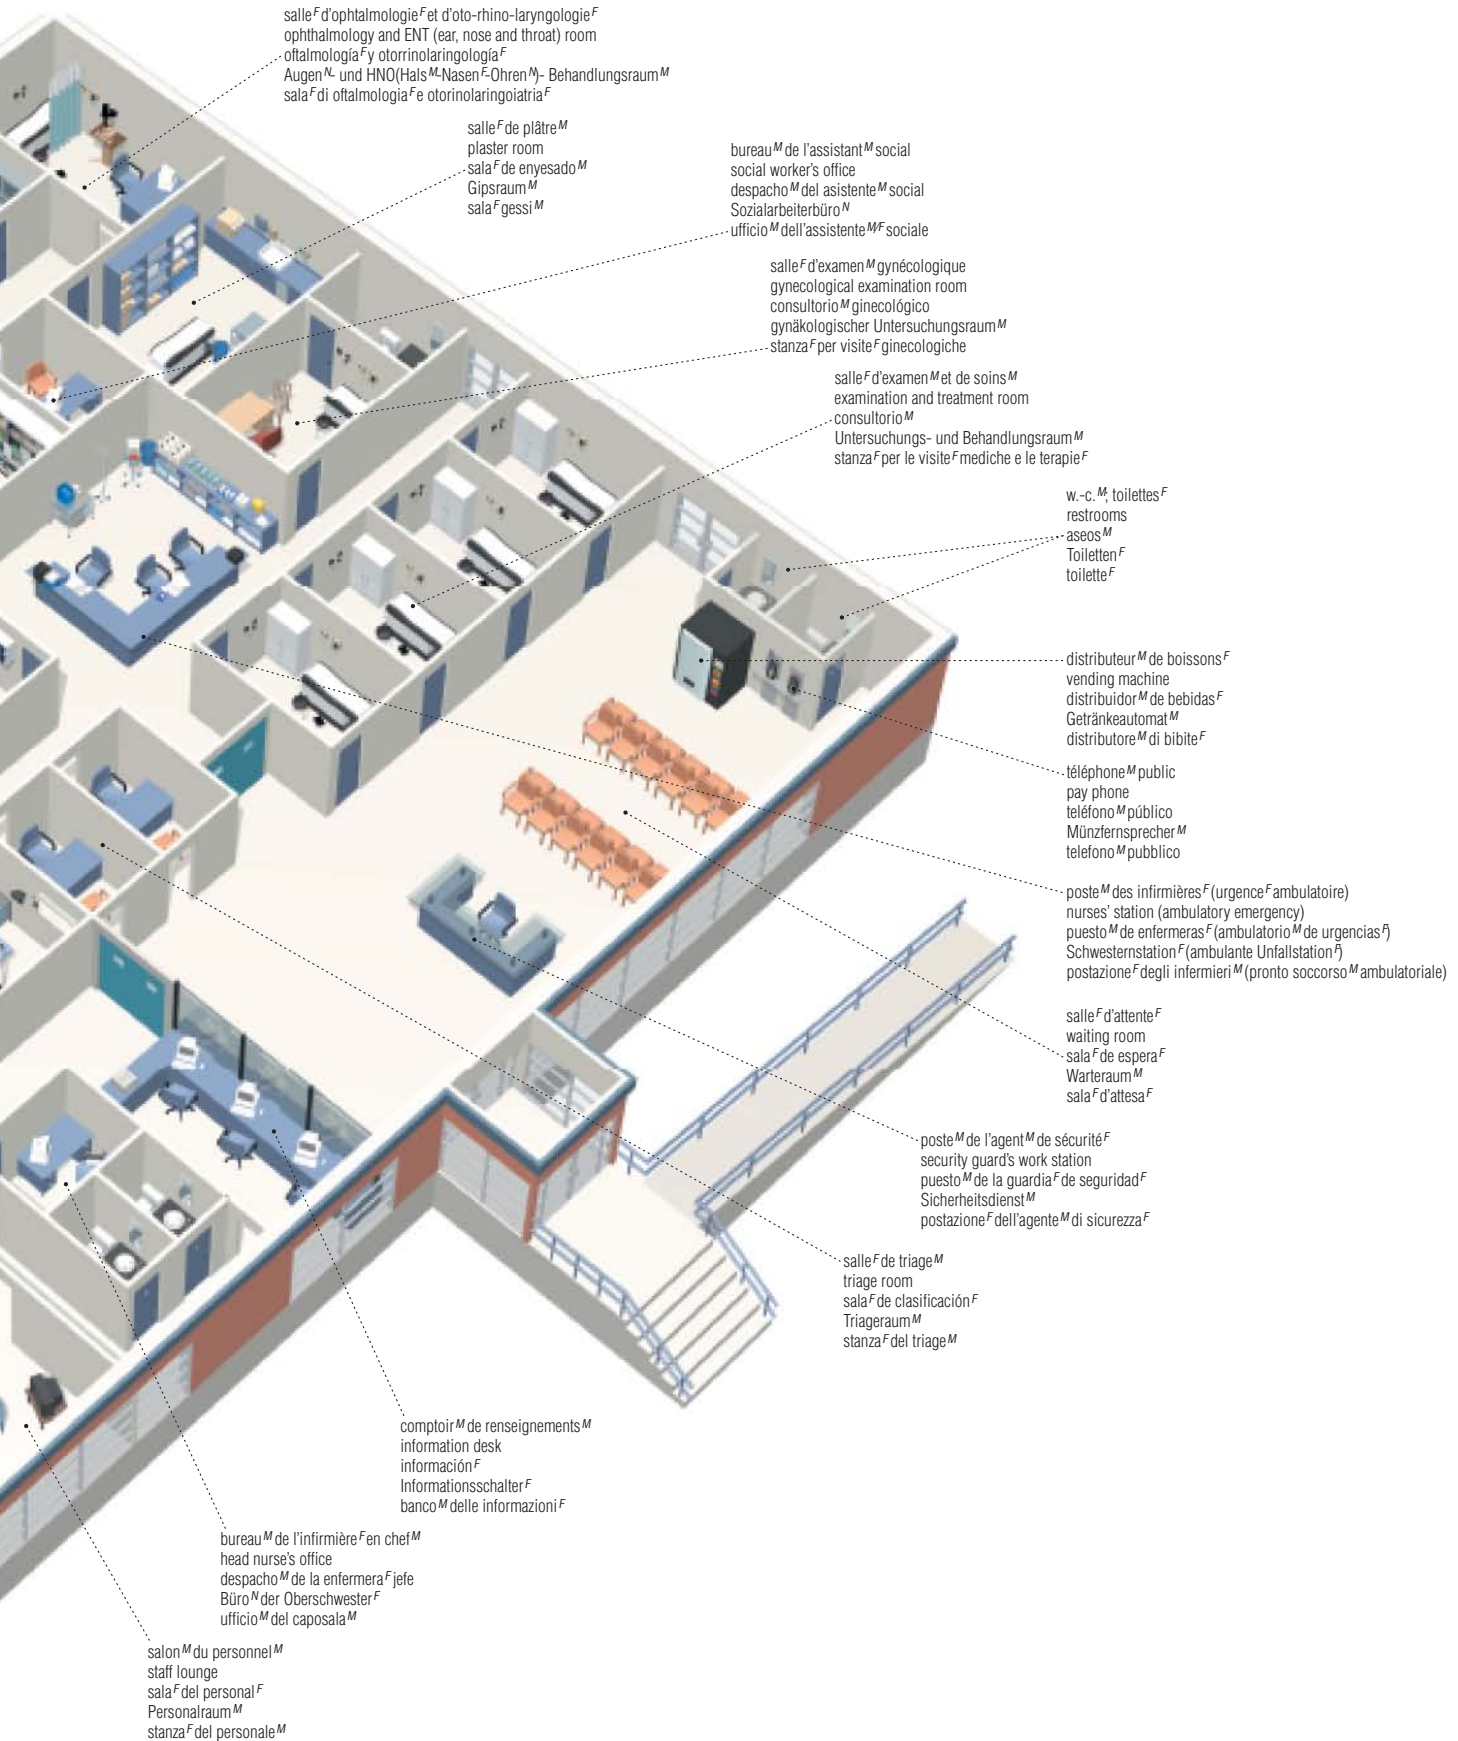 salle F d'ophtalmologie F et d'oto-rhino-laryngologie F
ophthalmology and ENT (ear, nose and throat) room
oftalmología F y otorrinolaringología F
Augen N- und HNO(Hals M-Nasen F-Ohren N)- Behandlungsraum M
sala F di oftalmologia F e otorinolaringoiatria F
salle F de plâtre M
plaster room
sala F de enyesado M
Gipsraum M
sala F gessi M
bureau M de l'assistant M social
social worker's office
despacho M del asistente M social
Sozialarbeiterbüro N
ufficio M dell'assistente M/F sociale
salle F d'examen M gynécologique
gynecological examination room
consultorio M ginecológico
gynäkologischer Untersuchungsraum M
stanza F per visite F ginecologiche
salle F d'examen M et de soins M
examination and treatment room
consultorio M
Untersuchungs- und Behandlungsraum M
stanza F per le visite F mediche e le terapie F
w.-c. M; toilettes F
restrooms
aseos M
Toiletten F
toilette F
distributeur M de boissons F
vending machine
distribuidor M de bebidas F
Getränkeautomat M
distributore M di bibite F
téléphone M public
pay phone
teléfono M público
Münzfernsprecher M
telefono M pubblico
poste M des infirmières F (urgence F ambulatoire)
nurses' station (ambulatory emergency)
puesto M de enfermeras F (ambulatorio M de urgencias F)
Schwesternstation F (ambulante Unfallstation F)
postazione F degli infermieri M (pronto soccorso M ambulatoriale)
salle F d'attente F
waiting room
sala F de espera F
Warteraum M
sala F d'attesa F
poste M de l'agent M de sécurité F
security guard's work station
puesto M de la guardia F de seguridad F
Sicherheitsdienst M
postazione F dell'agente M di sicurezza F
salle F de triage M
triage room
sala F de clasificación F
Triageraum M
stanza F del triage M
comptoir M de renseignements M
information desk
información F
Informationsschalter F
banco M delle informazioni F
bureau M de l'infirmière F en chef M
head nurse's office
despacho M de la enfermera F jefe
Büro N der Oberschwester F
ufficio M del caposala M
salon M du personnel M
staff lounge
sala F del personal F
Personalraum M
stanza F del personale M